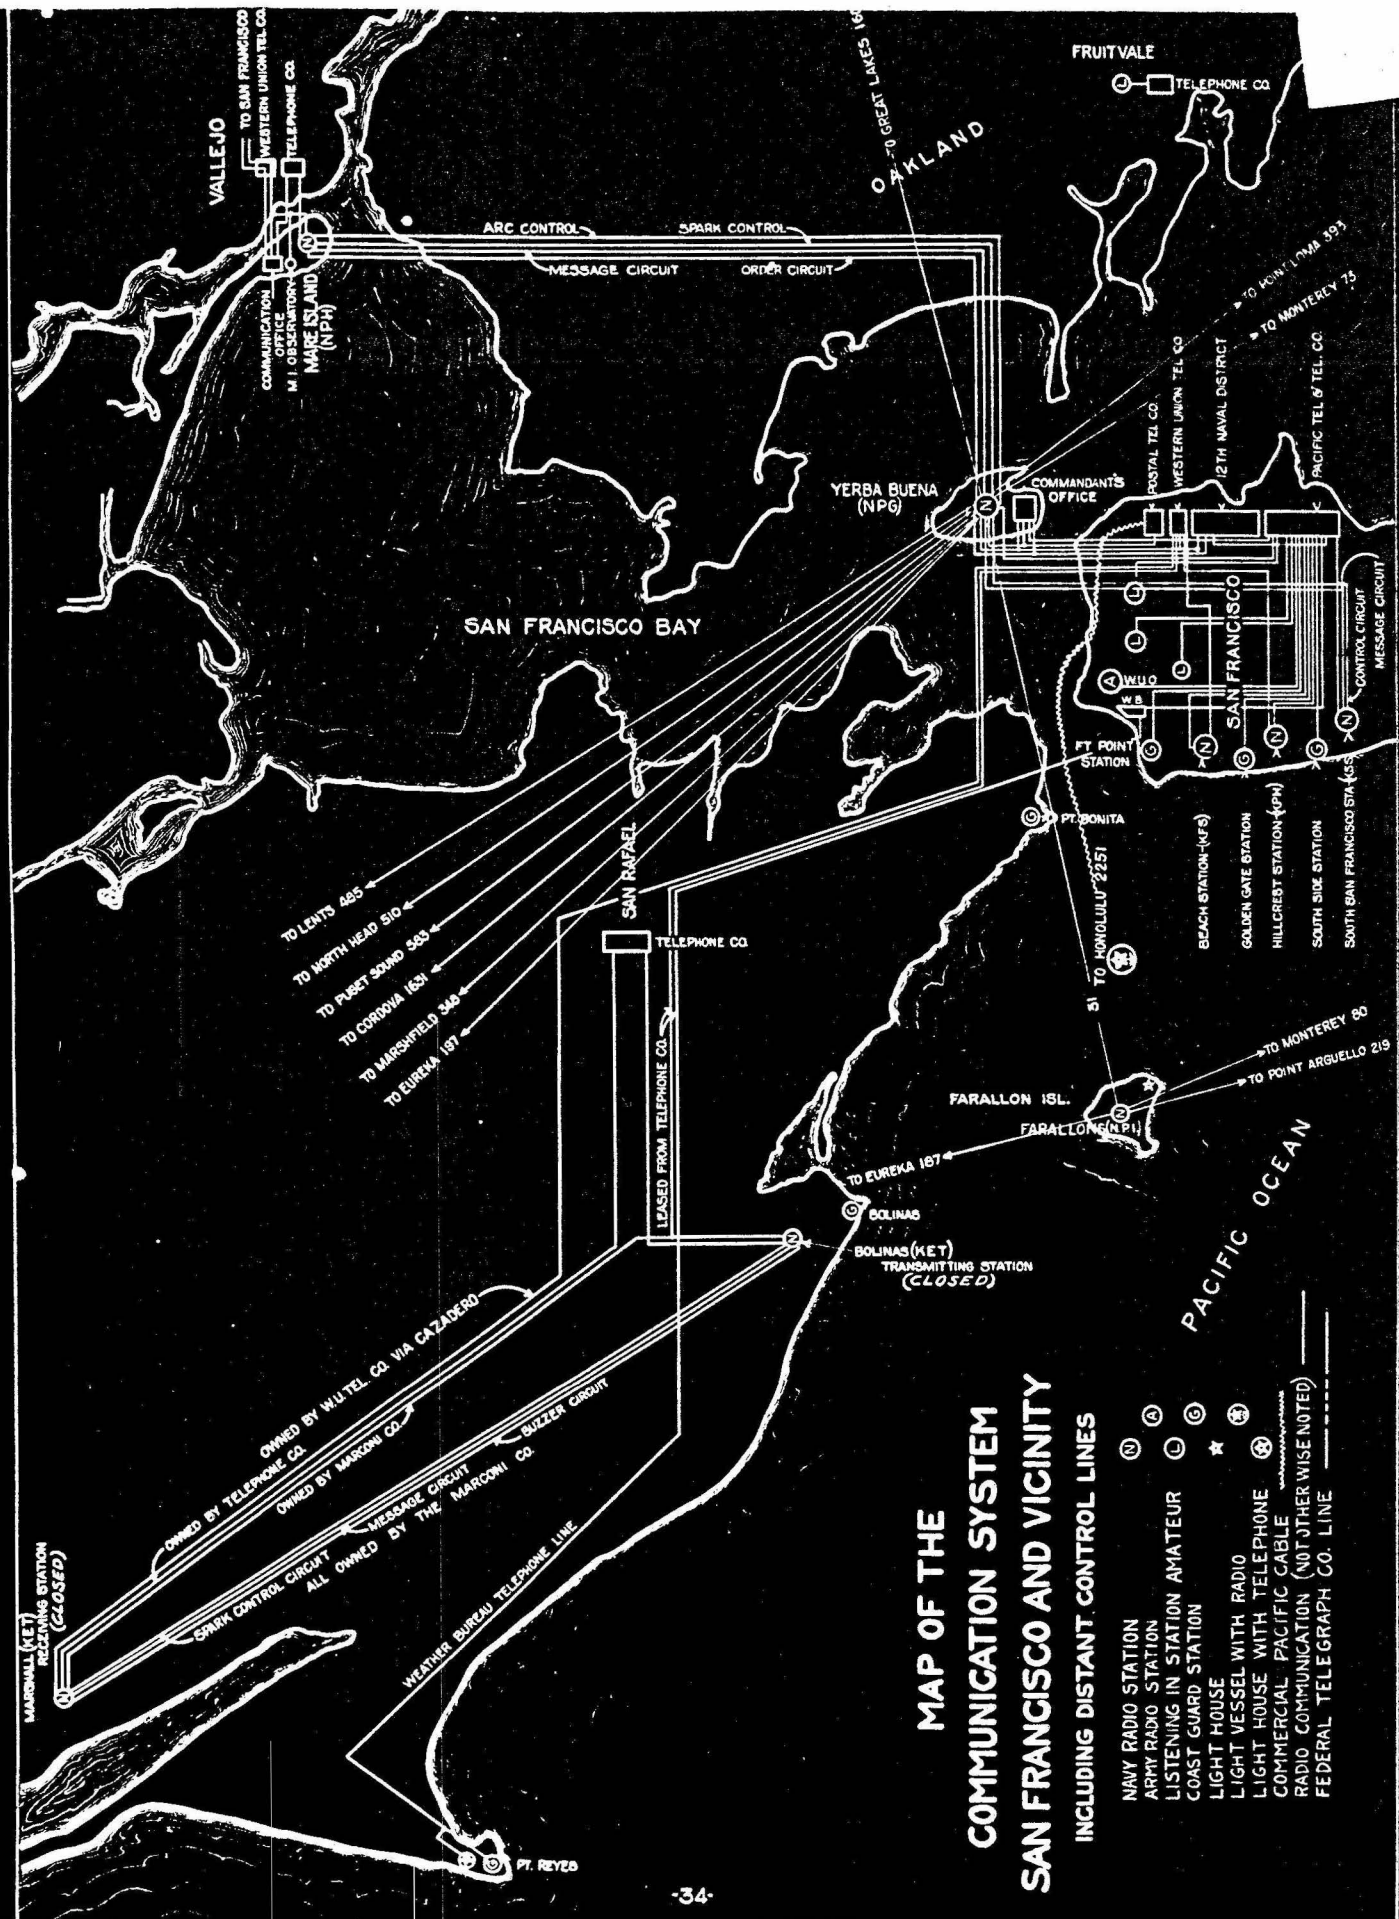 MAP OF THE
COMMUNICATION SYSTEM
SAN FRANCISCO AND VICINITY
INCLUDING DISTANT CONTROL LINES
NAVY RADIO STATION
ARMY RADIO STATION
LISTENING IN STATION AMATEUR
COAST GUARD STATION
LIGHT HOUSE
LIGHT VESSEL WITH RADIO
LIGHT HOUSE WITH TELEPHONE
COMMERCIAL PACIFIC CABLE
RADIO COMMUNICATION (NOT OTHERWISE NOTED)
FEDERAL TELEGRAPH CO. LINE
N
A
L
G
VALLEJO
TO SAN FRANCISCO
WESTERN UNION TEL CO.
TELEPHONE CO.
COMMUNICATION
OFFICE
M.I. OBSERVATORY
MARE ISLAND
(NPH)
N
ARC CONTROL
SPARK CONTROL
MESSAGE CIRCUIT
ORDER CIRCUIT
TO GREAT LAKES
OAKLAND
FRUITVALE
L
TELEPHONE CO.
TO POINT LOMA 393
TO MONTEREY 75
YERBA BUENA
(NPG)
N
COMMANDANT'S
OFFICE
POSTAL TEL CO.
WESTERN UNION TEL CO
12TH NAVAL DISTRICT
PACIFIC TEL & TEL. CO.
SAN FRANCISCO BAY
SAN FRANCISCO
L
L
L
A
W.U.O
W B
CONTROL CIRCUIT
MESSAGE CIRCUIT
FT POINT
STATION
G
N
G
N
G
N
BEACH STATION (KFS)
GOLDEN GATE STATION
HILLCREST STATION (KPH)
SOUTH SIDE STATION
SOUTH SAN FRANCISCO STA (KSS)
G
PT. BONITA
TO LENTS 485
TO NORTH HEAD 510
TO PUGET SOUND 583
TO CORDOVA 1631
TO MARSHFIELD 348
TO EUREKA 197
SAN RAFAEL
TELEPHONE CO.
LEASED FROM TELEPHONE CO.
51 TO HONOLULU 2251
TO MONTEREY 80
TO POINT ARGUELLO 219
FARALLON ISL.
FARALLONS (N.P.I.)
N
TO EUREKA 187
PACIFIC OCEAN
G
BOLINAS
N
BOLINAS (KET)
TRANSMITTING STATION
(CLOSED)
OWNED BY W.U. TEL. CO. VIA CAZADERO
OWNED BY TELEPHONE CO.
OWNED BY MARCONI CO.
BUZZER CIRCUIT
MESSAGE CIRCUIT
SPARK CONTROL CIRCUIT
ALL OWNED BY THE MARCONI CO.
MARSHALL (KET)
RECEIVING STATION
(CLOSED)
N
WEATHER BUREAU TELEPHONE LINE
G
PT. REYES
-34-